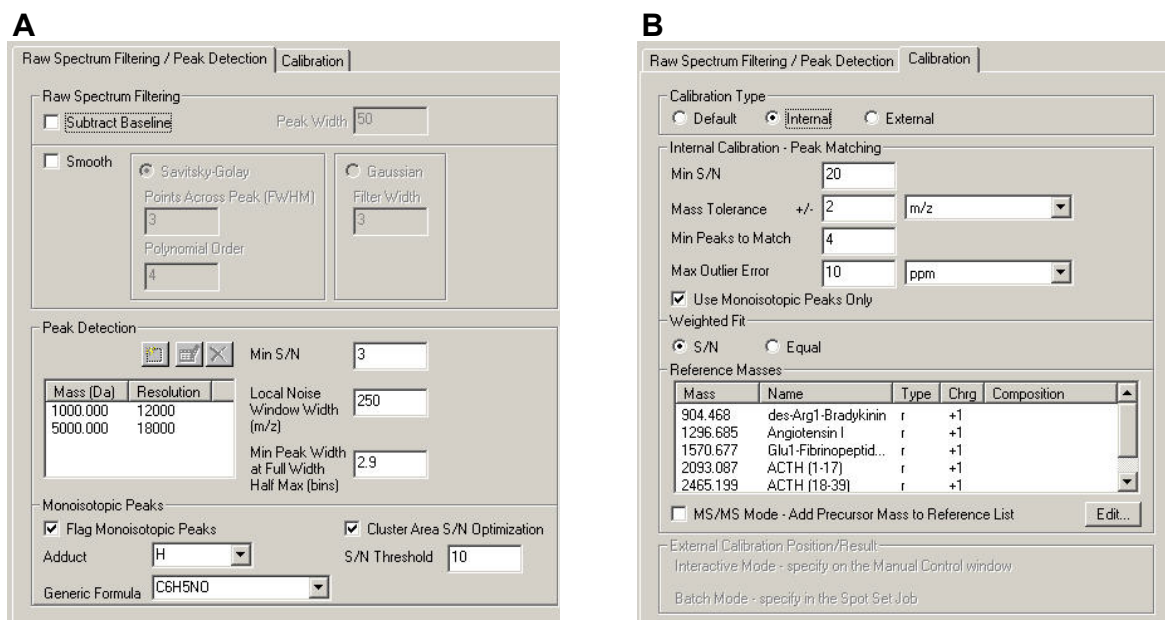 A
Raw Spectrum Filtering / Peak Detection Calibration
Raw Spectrum Filtering
Subtract Baseline Peak Width 50
Smooth Savitsky-Golay Gaussian
Points Across Peak (FWHM) Filter Width
3 3
Polynomial Order
4
Peak Detection
Min S/N 3
Mass (Da) Resolution
1000.000 12000
5000.000 18000
Local Noise
Window Width 250
(m/z)
Min Peak Width
at Full Width 2.9
Half Max (bins)
Monoisotopic Peaks
Flag Monoisotopic Peaks Cluster Area S/N Optimization
Adduct H S/N Threshold 10
Generic Formula C6H5NO
B
Raw Spectrum Filtering / Peak Detection Calibration
Calibration Type
Default Internal External
Internal Calibration - Peak Matching
Min S/N 20
Mass Tolerance +/- 2 m/z
Min Peaks to Match 4
Max Outlier Error 10 ppm
Use Monoisotopic Peaks Only
Weighted Fit
S/N Equal
Reference Masses
Mass Name Type Chrg Composition
904.468 des-Arg1-Bradykinin r +1
1296.685 Angiotensin I r +1
1570.677 Glu1-Fibrinopeptid... r +1
2093.087 ACTH (1-17) r +1
2465.199 ACTH (18-39) r +1
MS/MS Mode - Add Precursor Mass to Reference List Edit...
External Calibration Position/Result
Interactive Mode - specify on the Manual Control window
Batch Mode - specify in the Spot Set Job